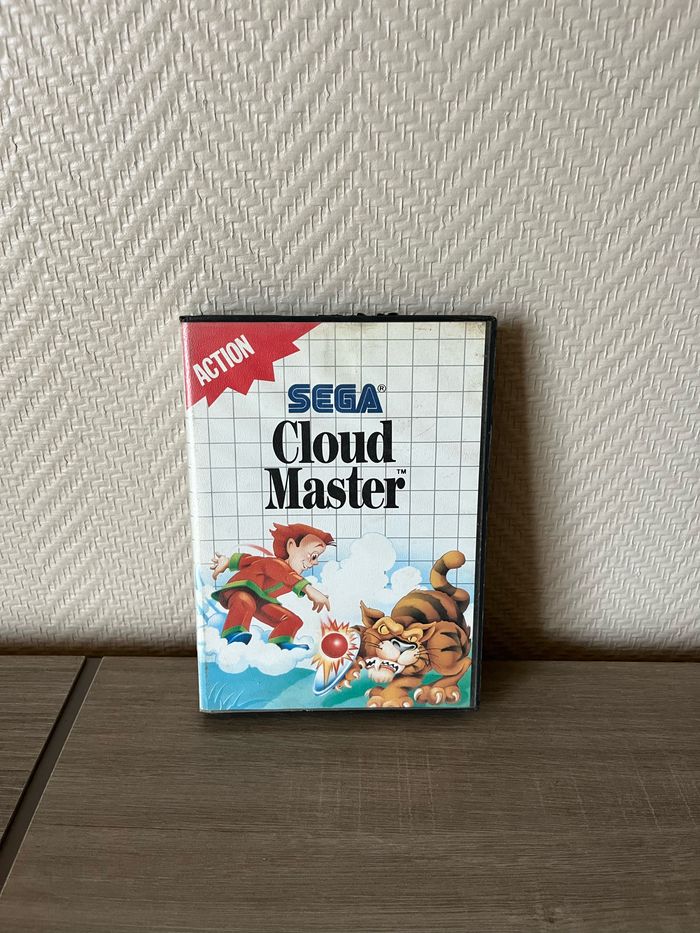 ACTION
SEGA®
Cloud
Master™